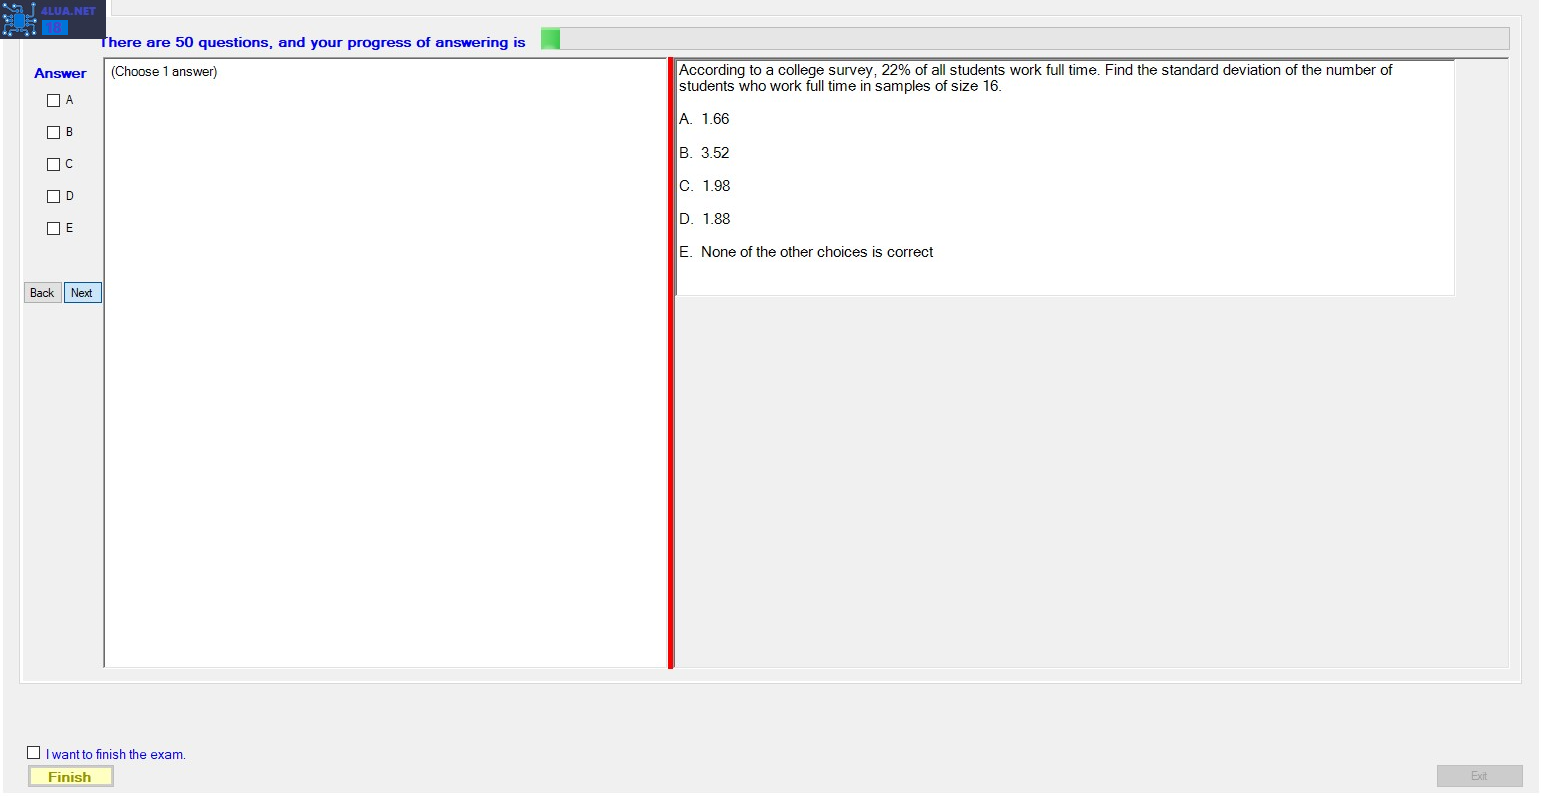 4LUA.NET
18
There are 50 questions, and your progress of answering is
Answer
(Choose 1 answer)
A
B
C
D
E
Back Next
According to a college survey, 22% of all students work full time. Find the standard deviation of the number of
students who work full time in samples of size 16.
A. 1.66
B. 3.52
C. 1.98
D. 1.88
E. None of the other choices is correct
I want to finish the exam.
Finish
Exit